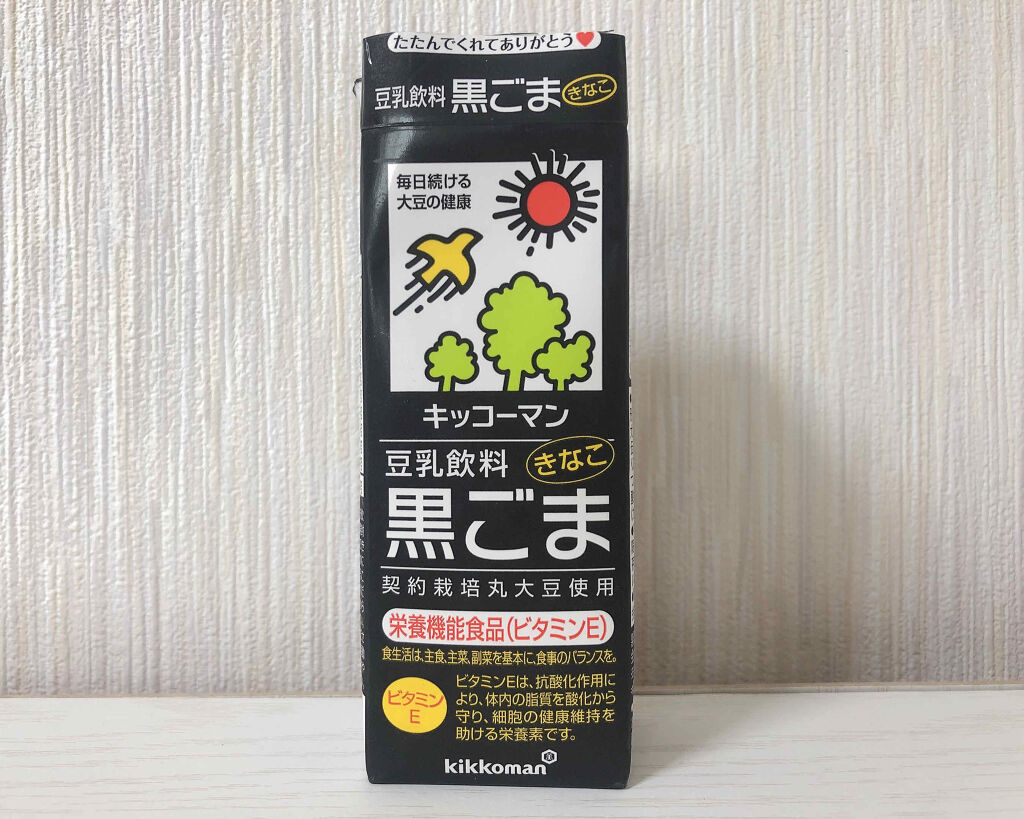 たたんでくれてありがとう♥
豆乳飲料 黒ごま きなこ
毎日続ける
大豆の健康
キッコーマン
豆乳飲料 きなこ
黒ごま
契約栽培丸大豆使用
栄養機能食品(ビタミンE)
食生活は、主食、主菜、副菜を基本に、食事のバランスを。
ビタミン
E
ビタミンEは、抗酸化作用に
より、体内の脂質を酸化から
守り、細胞の健康維持を
助ける栄養素です。
kikkoman